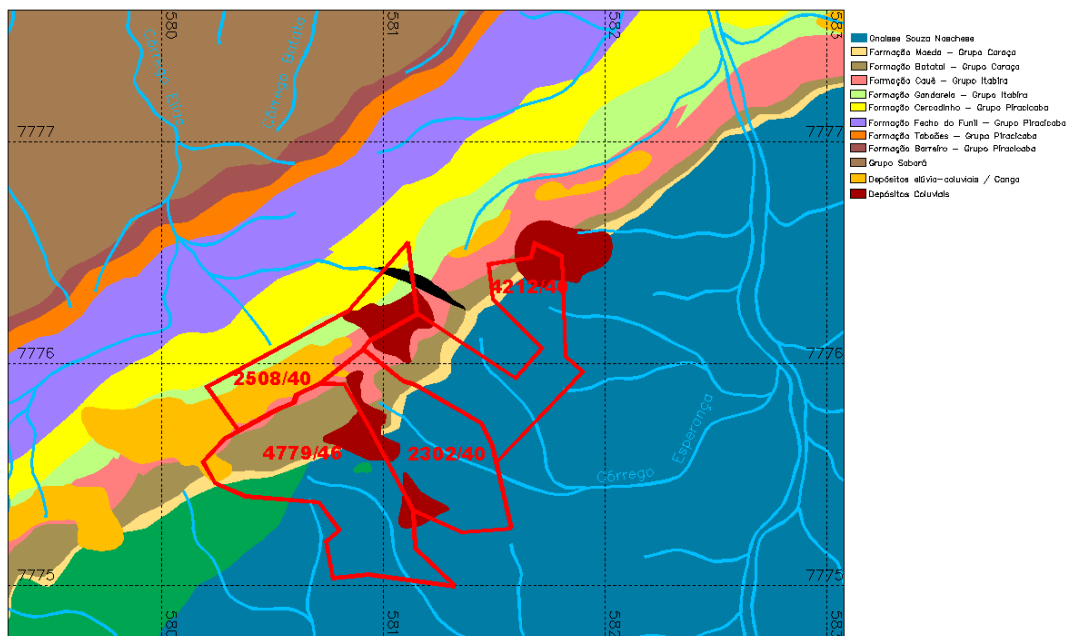 580
581
582
583
Córrego Bofofa
7777
7777
7776
7776
4212/40
2508/40
4779/46
2302/40
Córrego Esperança
7775
7775
580
581
582
583
Gnaisse Souza Noschese
Formação Moeda – Grupo Caraça
Formação Batatal – Grupo Caraça
Formação Cauê – Grupo Itabira
Formação Gandarela – Grupo Itabira
Formação Cercadinho – Grupo Piracicaba
Formação Fecho do Funil – Grupo Piracicaba
Formação Taboões – Grupo Piracicaba
Formação Barreiro – Grupo Piracicaba
Grupo Sabará
Depósitos elúvio–coluviais / Canga
Depósitos Coluviais